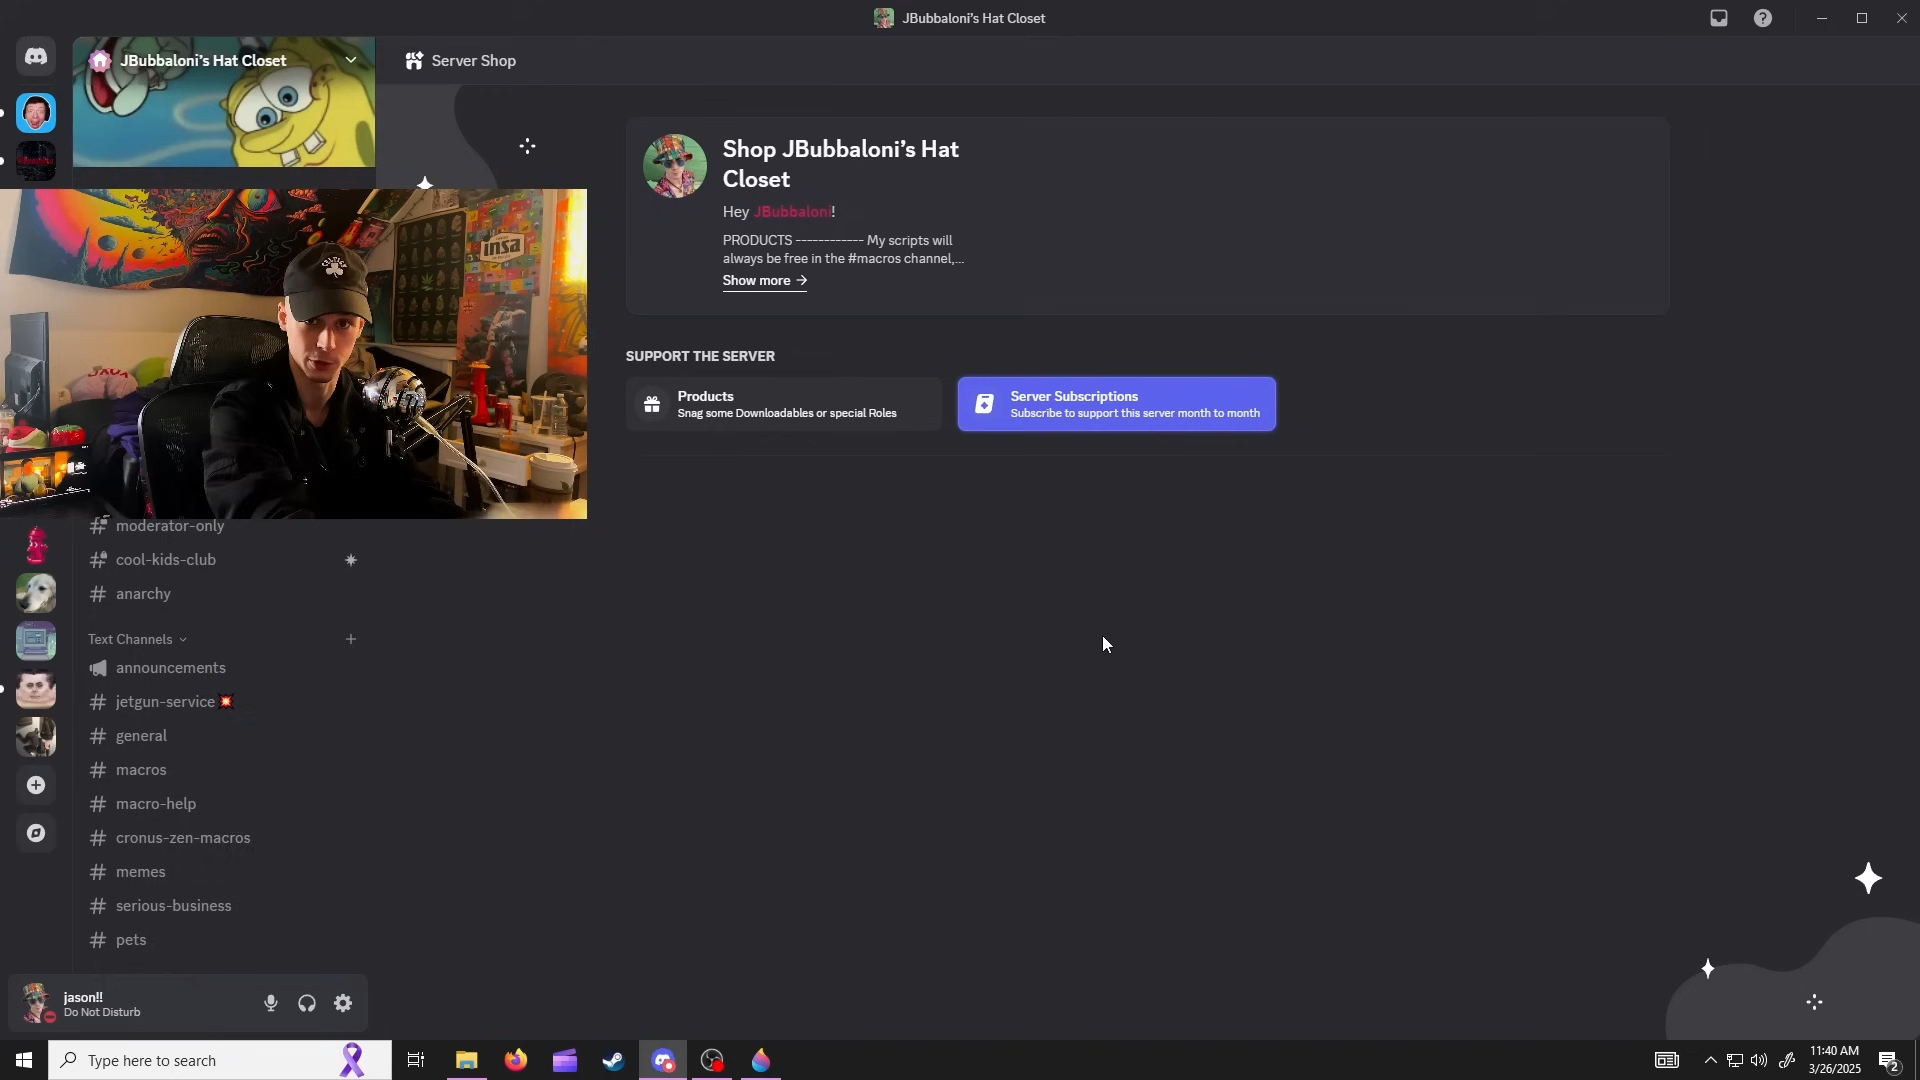 JBubbaloni's Hat Closet
JBubbaloni's Hat Closet
Server Shop
Shop JBubbaloni's Hat
Closet
Hey JBubbaloni!
PRODUCTS ------------ My scripts will
always be free in the #macros channel,...
Show more →
SUPPORT THE SERVER
Products
Snag some Downloadables or special Roles
Server Subscriptions
Subscribe to support this server month to month
insa
CELTICS
moderator-only
cool-kids-club
anarchy
Text Channels
announcements
jetgun-service💥
general
macros
macro-help
cronus-zen-macros
memes
serious-business
pets
jason!!
Do Not Disturb
Type here to search
11:40 AM
3/26/2025
2